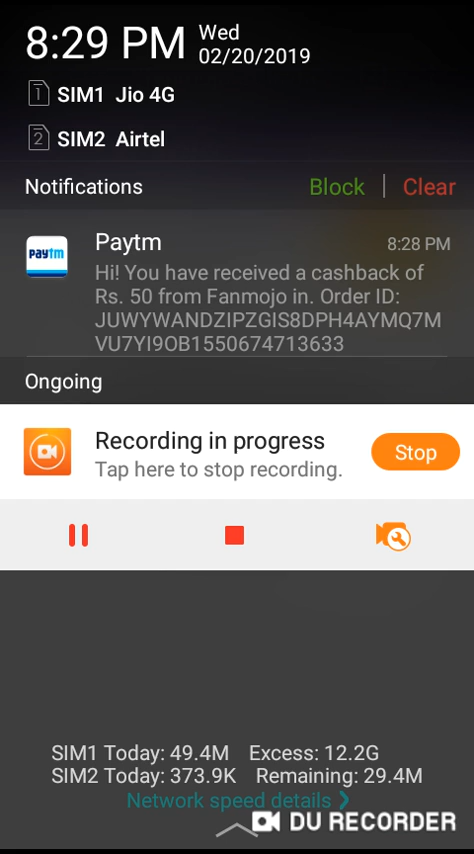 8:29 PM Wed
02/20/2019
1 SIM1 Jio 4G
2 SIM2 Airtel
Notifications Block Clear
paytm Paytm 8:28 PM
Hi! You have received a cashback of
Rs. 50 from Fanmojo in. Order ID:
JUWYWANDZIPZGIS8DPH4AYMQ7M
VU7YI9OB1550674713633
Ongoing
Recording in progress
Tap here to stop recording.
Stop
SIM1 Today: 49.4M Excess: 12.2G
SIM2 Today: 373.9K Remaining: 29.4M
Network speed details
DU RECORDER